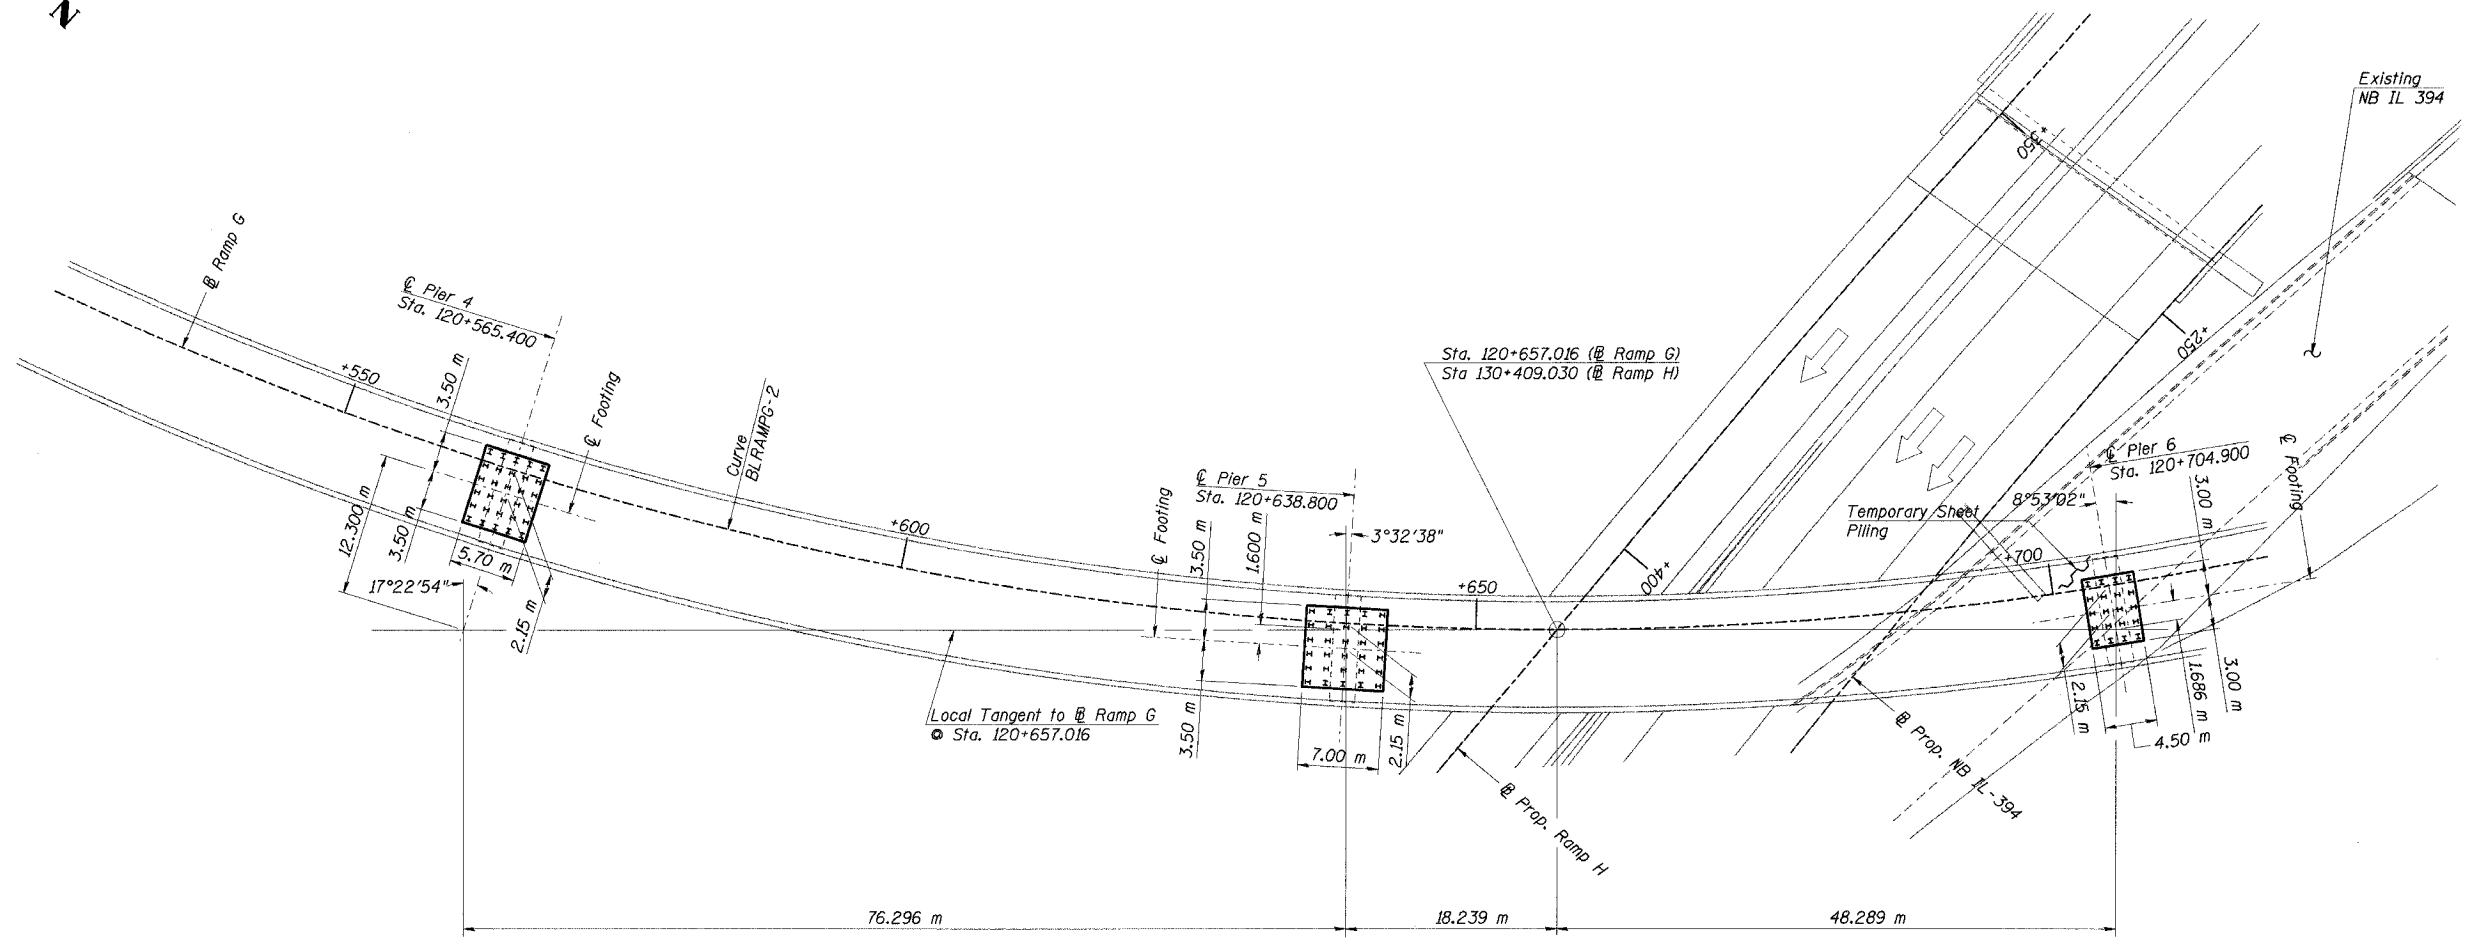 N
Existing
NB IL 394
+350
℄ Ramp G
℄ Pier 4
Sta. 120+565.400
+550
3.50 m
℄ Footing
Curve
BLRAMPG-2
12.300 m
3.50 m
5.70 m
17°22'54"
2.15 m
+600
℄ Footing
℄ Pier 5
Sta. 120+638.800
3.50 m
1.600 m
3°32'38"
+650
Sta. 120+657.016 (℄ Ramp G)
Sta 130+409.030 (℄ Ramp H)
+250
℄ Pier 6
Sta. 120+704.900
8°53'02"
3.00 m
℄ Footing
Temporary Sheet
Piling
+700
+400
Local Tangent to ℄ Ramp G
@ Sta. 120+657.016
3.50 m
7.00 m
2.15 m
2.15 m
1.686 m
3.00 m
4.50 m
℄ Prop. NB IL-394
℄ Prop. Ramp H
76.296 m
18.239 m
48.289 m